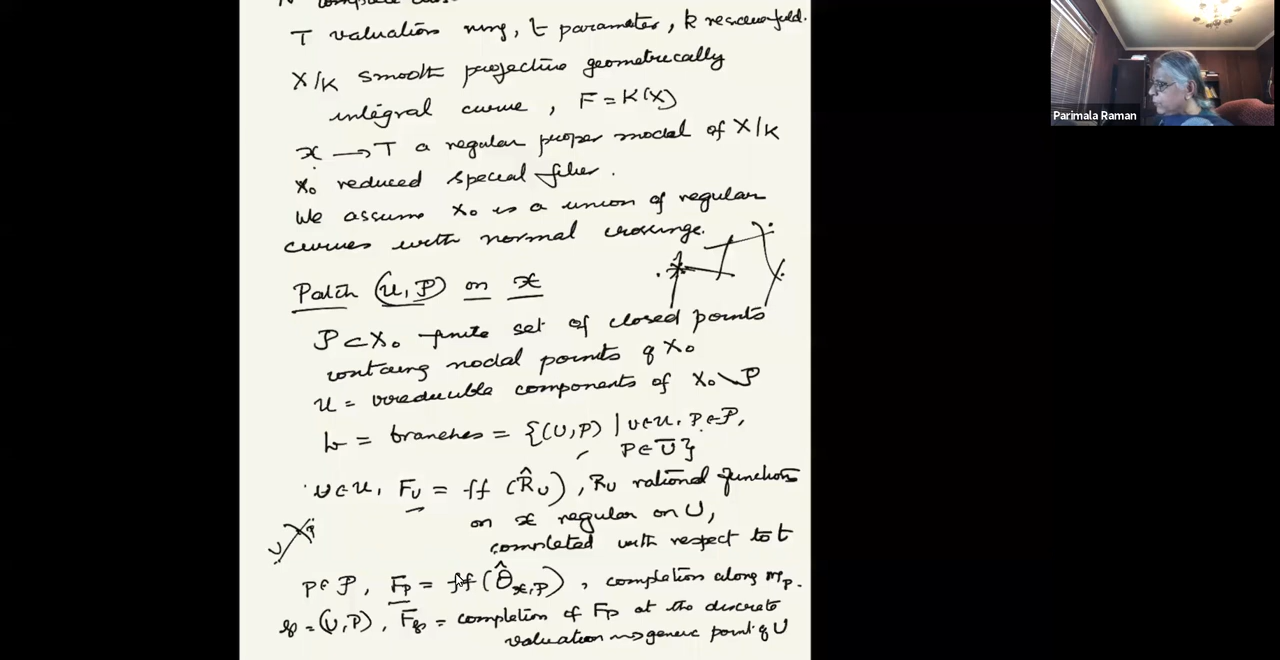 T valuation ring, t parameter, k residue field.
X/K smooth projective geometrically
integral curve, F = K(X)
𝒳 → T a regular proper model of X/K
X₀ reduced special fiber.
We assume X₀ is a union of regular
curves with normal crossings.
Patch (𝒰, 𝒫) on 𝒳
𝒫 ⊂ X₀ finite set of closed points
containing nodal points of X₀
𝒰 = irreducible components of X₀ \ 𝒫
= branches = {(U, P) | U ∈ 𝒰, P ∈ 𝒫,
P ∈ Ū}
U ∈ 𝒰, F_U = ff (R̂_U), R_U rational functions
on 𝒳 regular on U,
completed with respect to t
U P
P ∈ 𝒫, F_P = ff (Ô_{𝒳,P}), completion along m_P.
℘ = (U, P), F_℘ = completion of F_P at the discrete
valuation ⇝ generic point of U
Parimala Raman